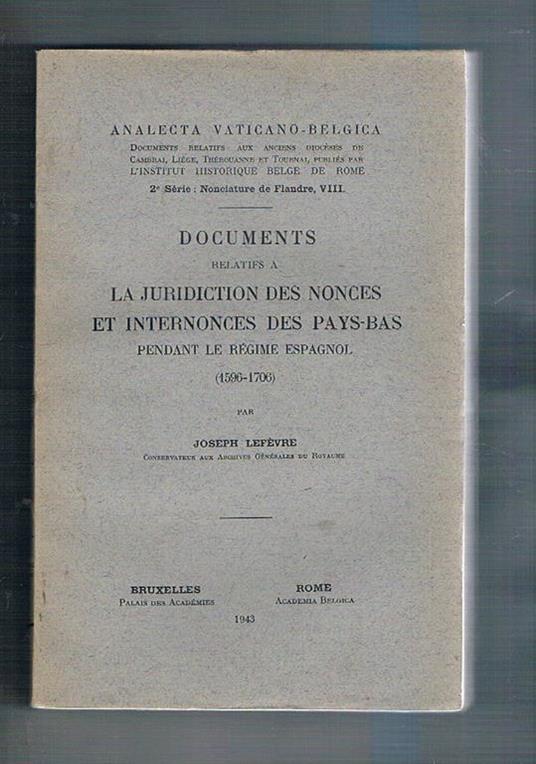 ANALECTA VATICANO-BELGICA
DOCUMENTS RELATIFS AUX ANCIENS DIOCÈSES DE
CAMBRAI, LIÉGE, THÉROUANNE ET TOURNAI, PUBLIÉS PAR
L'INSTITUT HISTORIQUE BELGE DE ROME
2e Série : Nonciature de Flandre, VIII.
DOCUMENTS
RELATIFS A
LA JURIDICTION DES NONCES
ET INTERNONCES DES PAYS-BAS
PENDANT LE RÉGIME ESPAGNOL
(1596-1706)
PAR
JOSEPH LEFÈVRE
CONSERVATEUR AUX ARCHIVES GÉNÉRALES DU ROYAUME
BRUXELLES
PALAIS DES ACADÉMIES
ROME
ACADEMIA BELGICA
1943